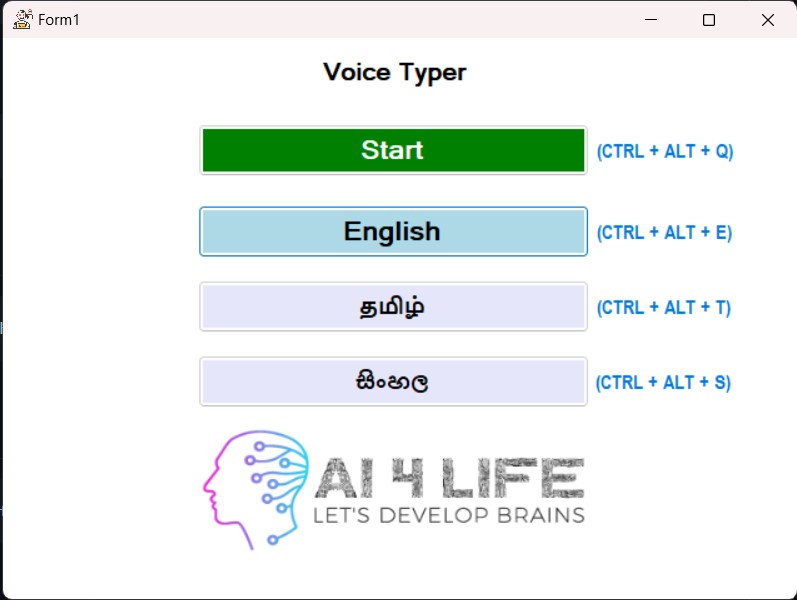 Form1
Voice Typer
Start (CTRL + ALT + Q)
English (CTRL + ALT + E)
தமிழ் (CTRL + ALT + T)
සිංහල (CTRL + ALT + S)
AI 4 LIFE
LET'S DEVELOP BRAINS